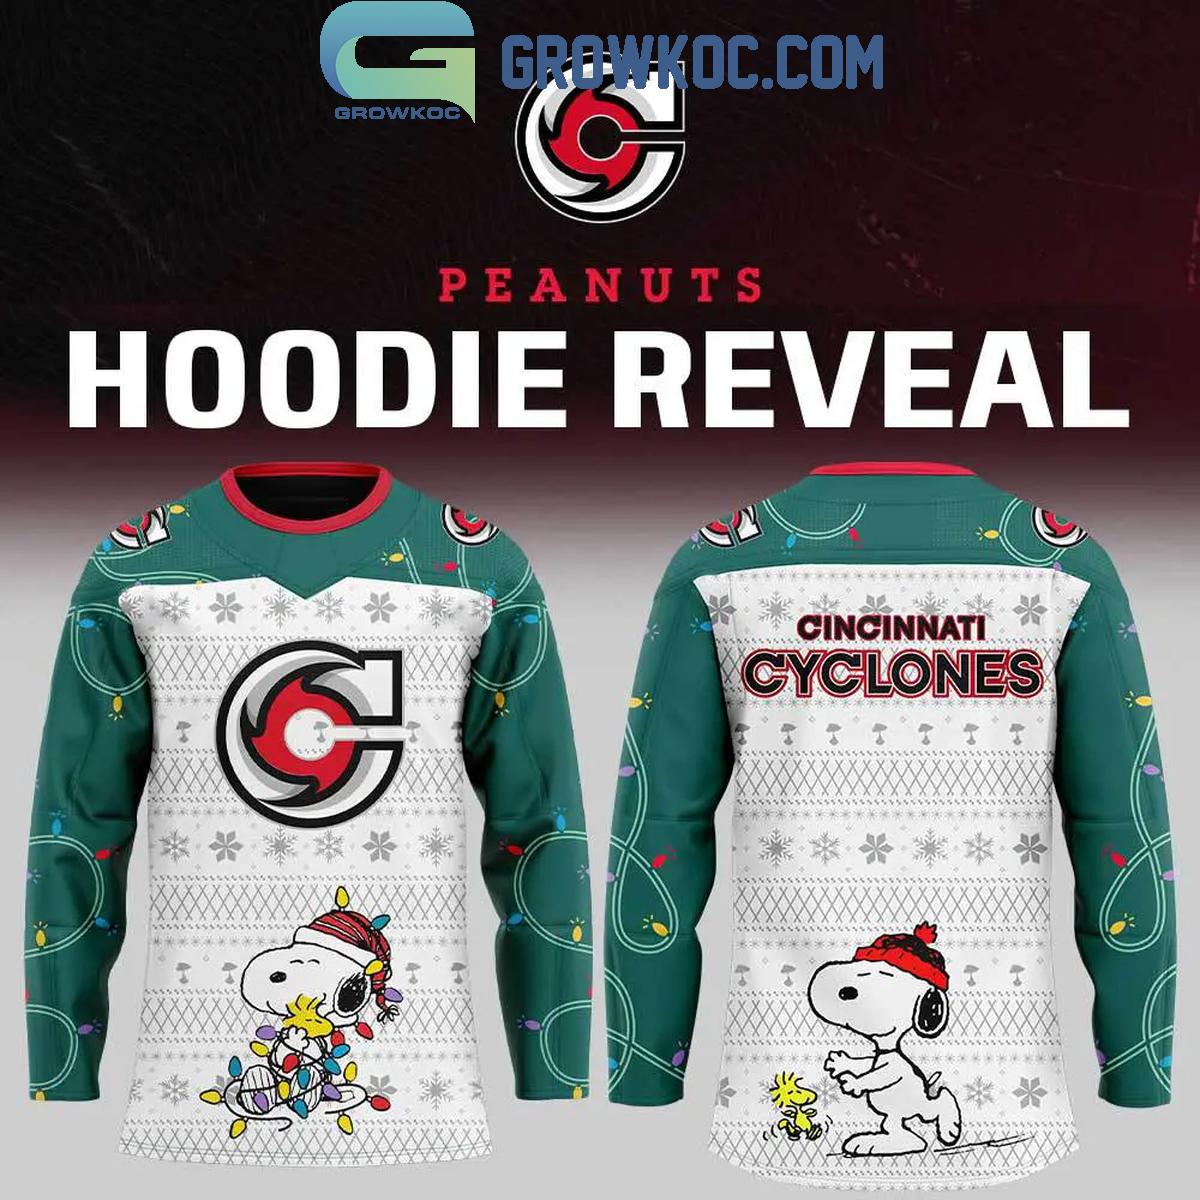 GROWKOC.COM
GROWKOC
PEANUTS
HOODIE REVEAL
CINCINNATI
CYCLONES